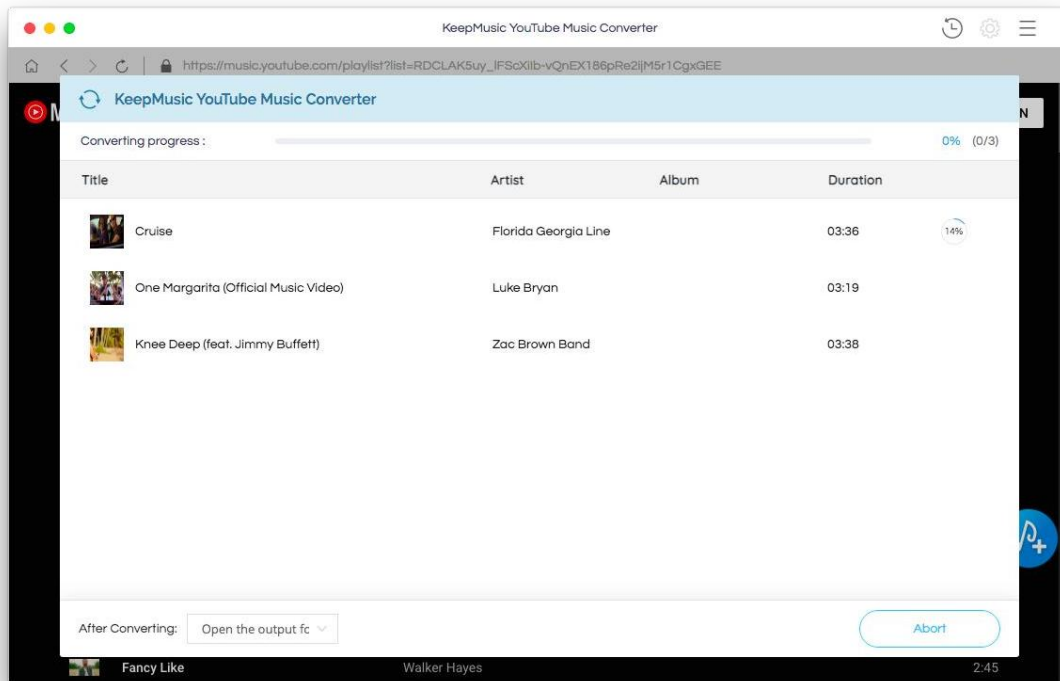 KeepMusic YouTube Music Converter
https://music.youtube.com/playlist?list=RDCLAK5uy_lFScXiIb-vQnEX186pRe2ijM5r1CgxGEE
M
N
KeepMusic YouTube Music Converter
Converting progress :
0% (0/3)
Title Artist Album Duration
Cruise Florida Georgia Line 03:36 14%
One Margarita (Official Music Video) Luke Bryan 03:19
Knee Deep (feat. Jimmy Buffett) Zac Brown Band 03:38
After Converting: Open the output fc Abort
Fancy Like Walker Hayes 2:45